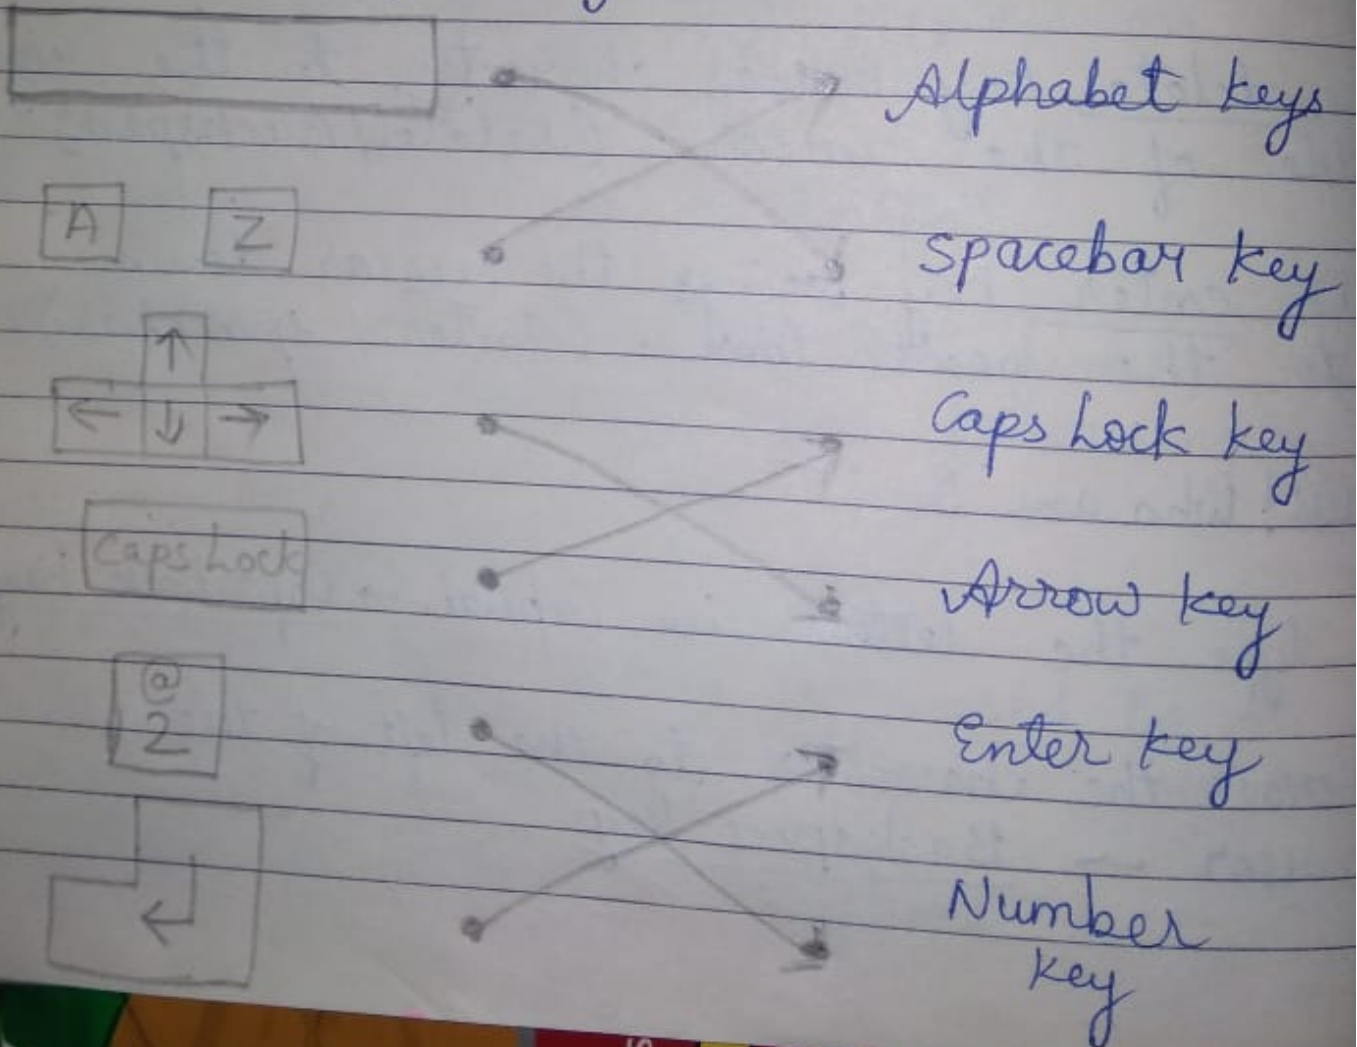 Alphabet keys
A Z
Spacebar key
↑
← ↓ →
Caps Lock key
Caps Lock
Arrow key
@
2
Enter key
↵
Number
key